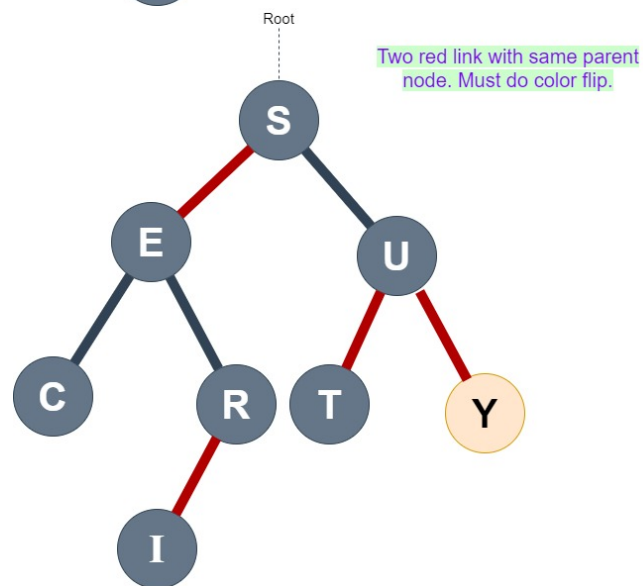 Root
Two red link with same parent
node. Must do color flip.
S
E
U
C
R
T
Y
I